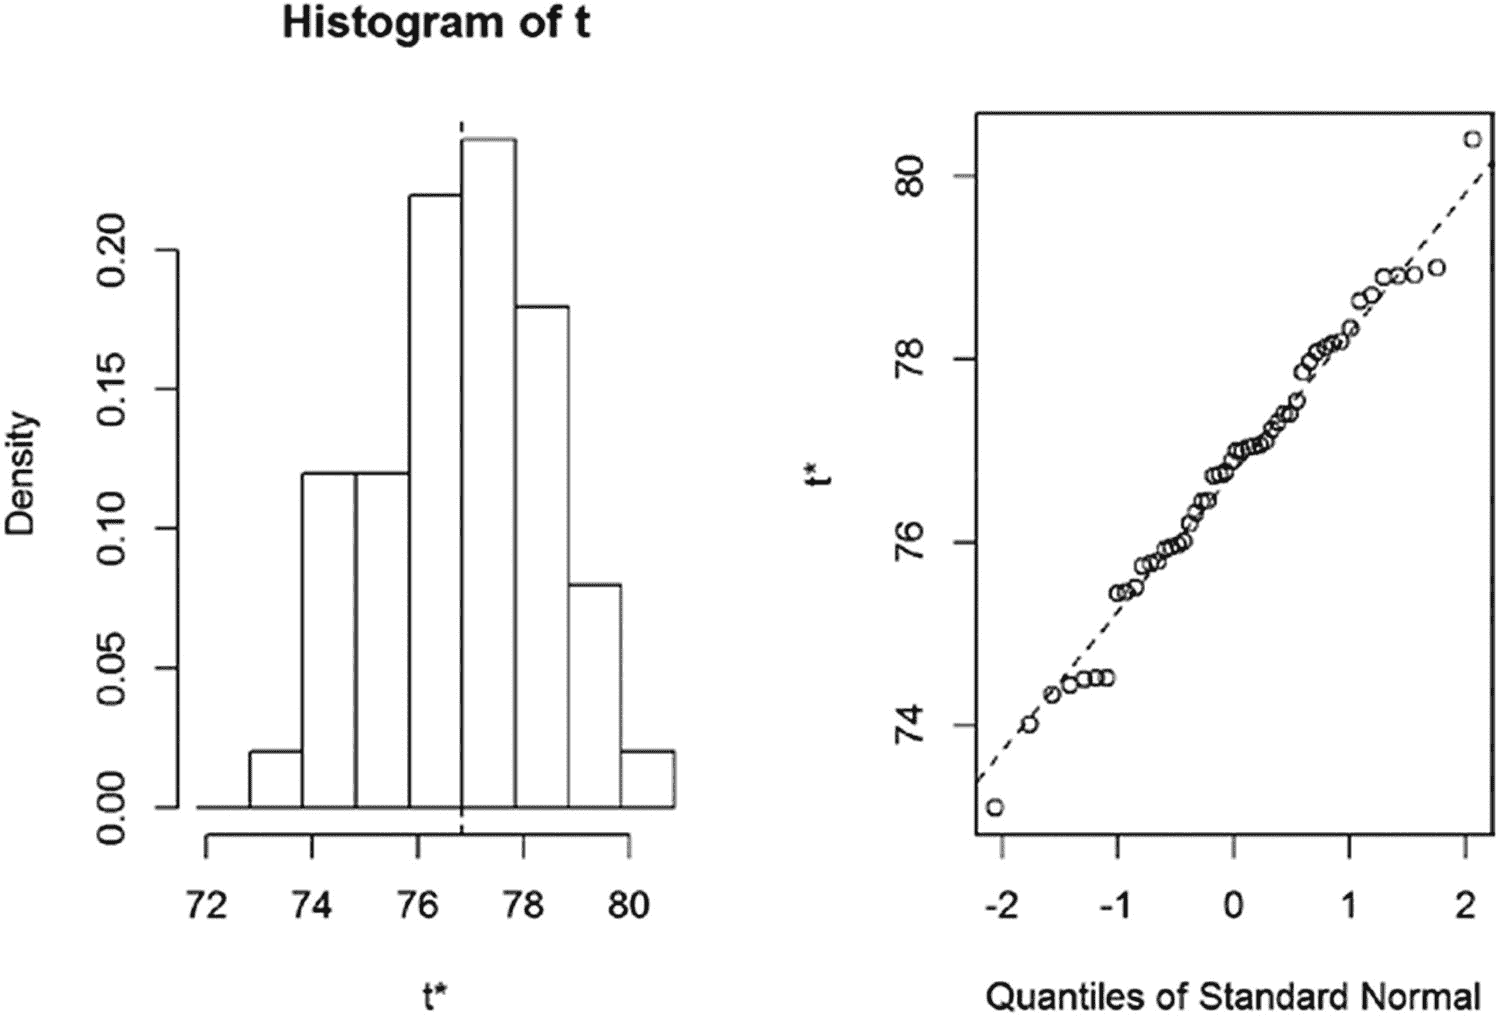 Histogram of t
Density
0.00 0.05 0.10 0.15 0.20
72 74 76 78 80
t*
t*
74 76 78 80
-2 -1 0 1 2
Quantiles of Standard Normal